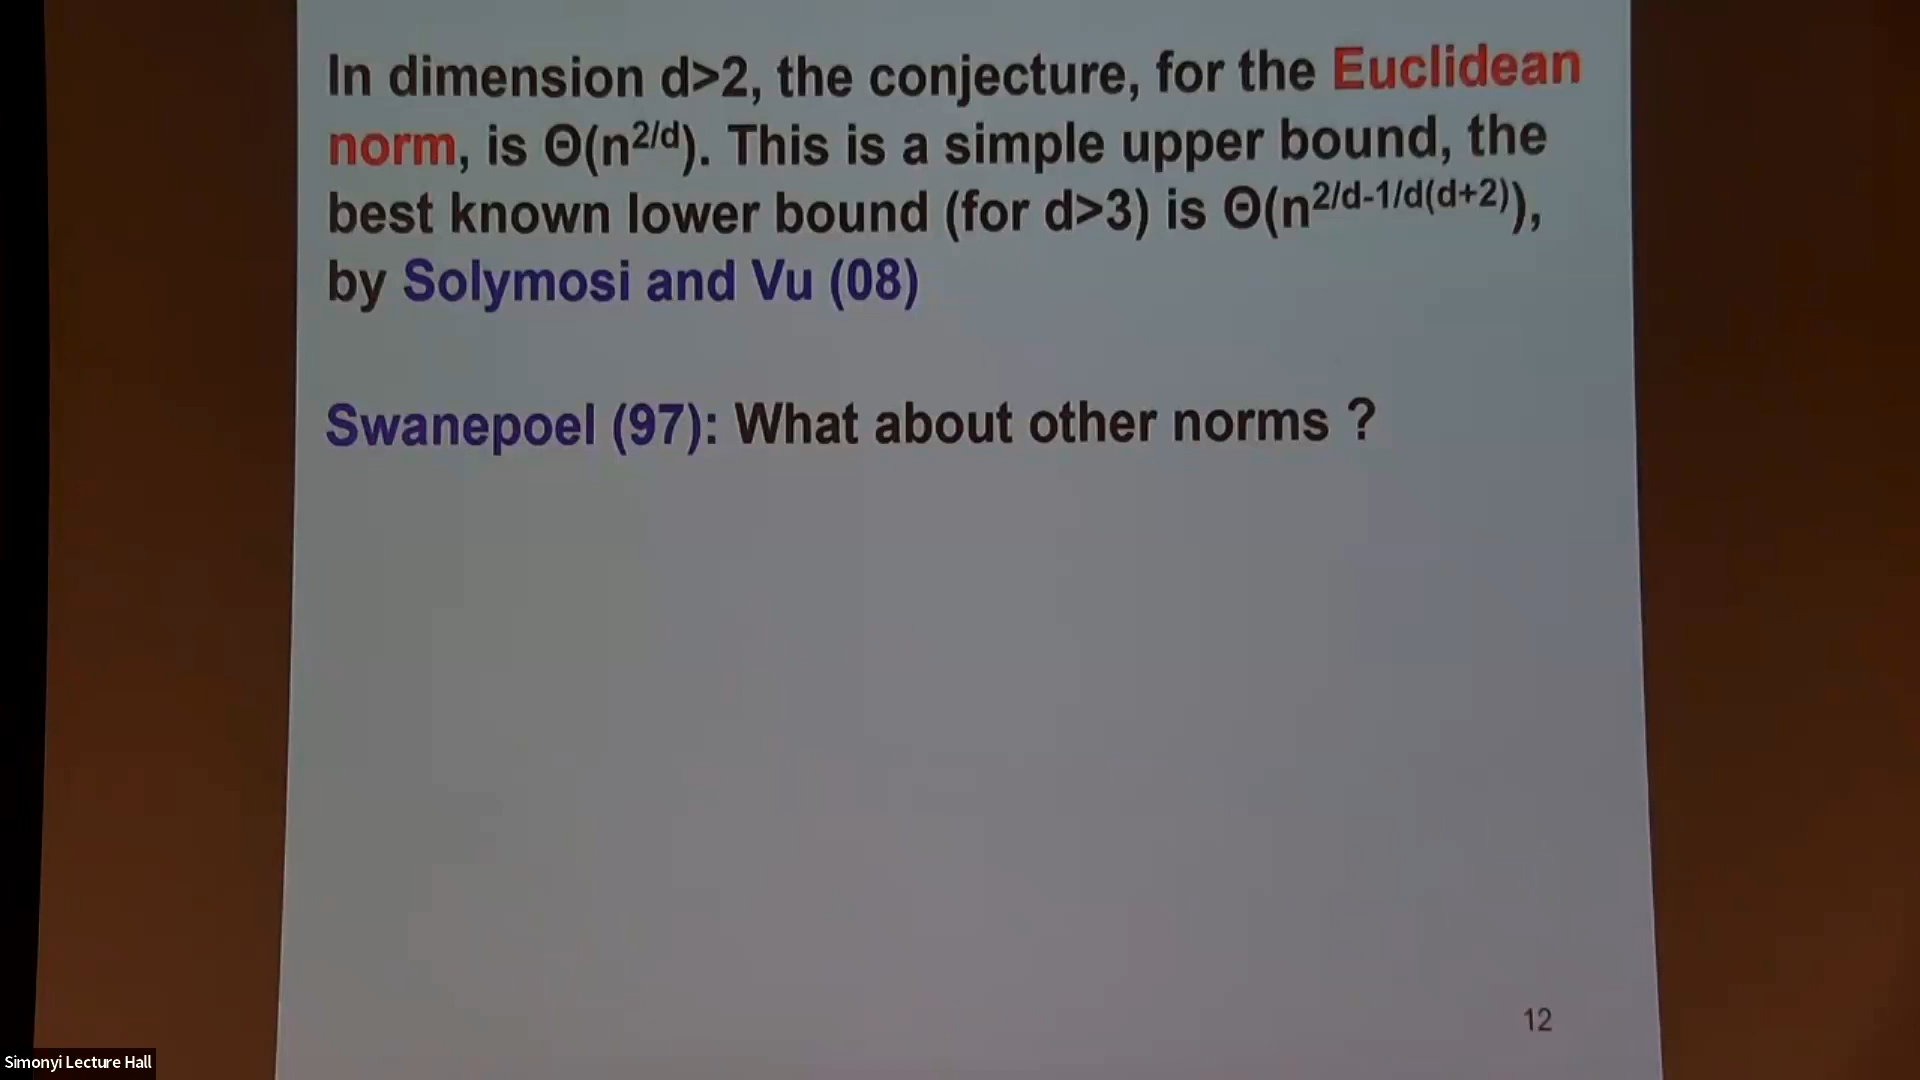 In dimension d>2, the conjecture, for the Euclidean
norm, is Θ(n^{2/d}). This is a simple upper bound, the
best known lower bound (for d>3) is Θ(n^{2/d-1/d(d+2)}),
by Solymosi and Vu (08)
Swanepoel (97): What about other norms ?
12
Simonyi Lecture Hall